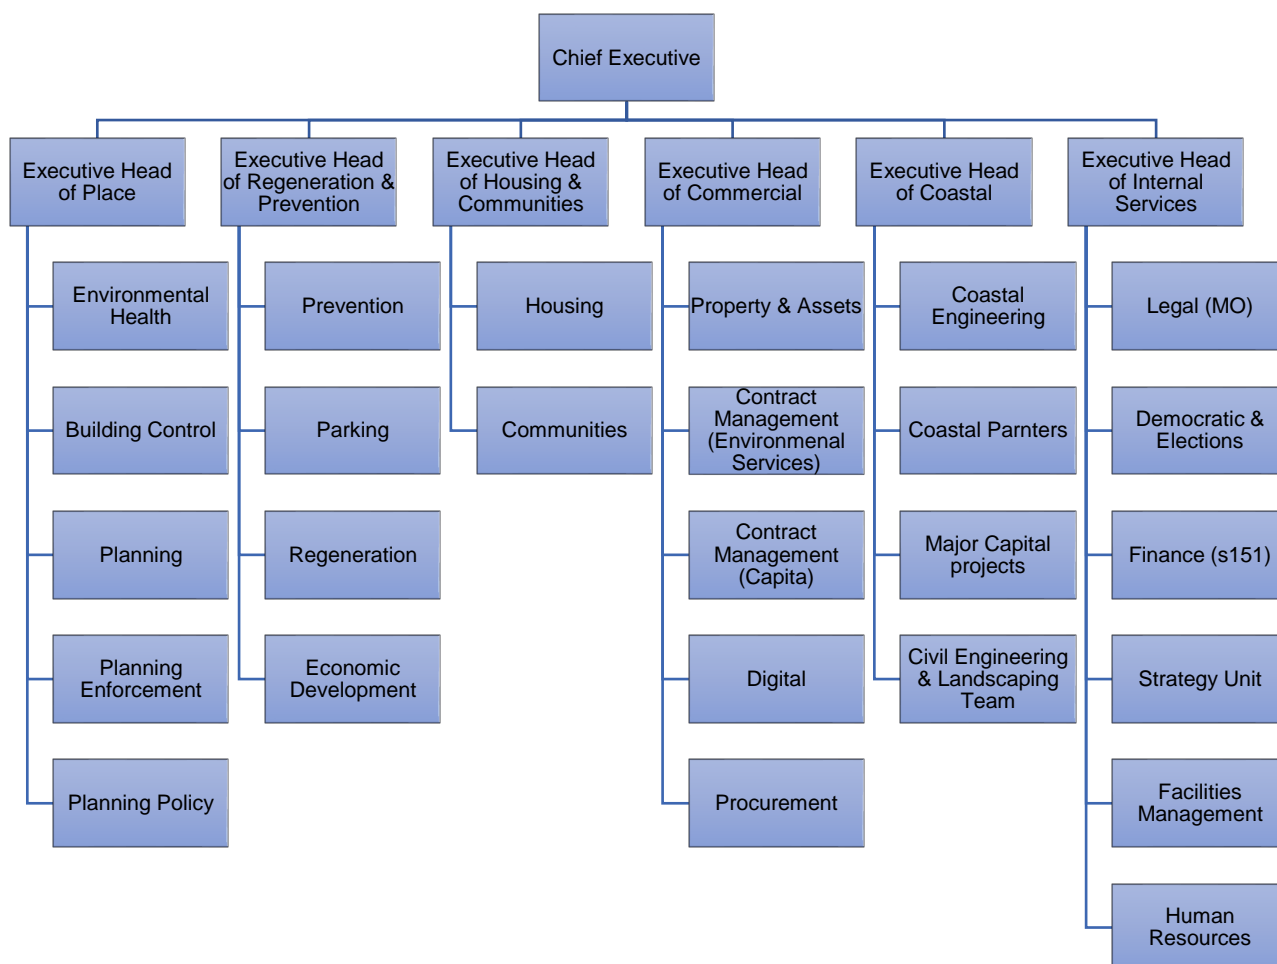 Chief Executive
Executive Head
of Place
Executive Head
of Regeneration &
Prevention
Executive Head
of Housing &
Communities
Executive Head
of Commercial
Executive Head
of Coastal
Executive Head
of Internal
Services
Environmental
Health
Building Control
Planning
Planning
Enforcement
Planning Policy
Prevention
Parking
Regeneration
Economic
Development
Housing
Communities
Property & Assets
Contract
Management
(Environmenal
Services)
Contract
Management
(Capita)
Digital
Procurement
Coastal
Engineering
Coastal Parnters
Major Capital
projects
Civil Engineering
& Landscaping
Team
Legal (MO)
Democratic &
Elections
Finance (s151)
Strategy Unit
Facilities
Management
Human
Resources